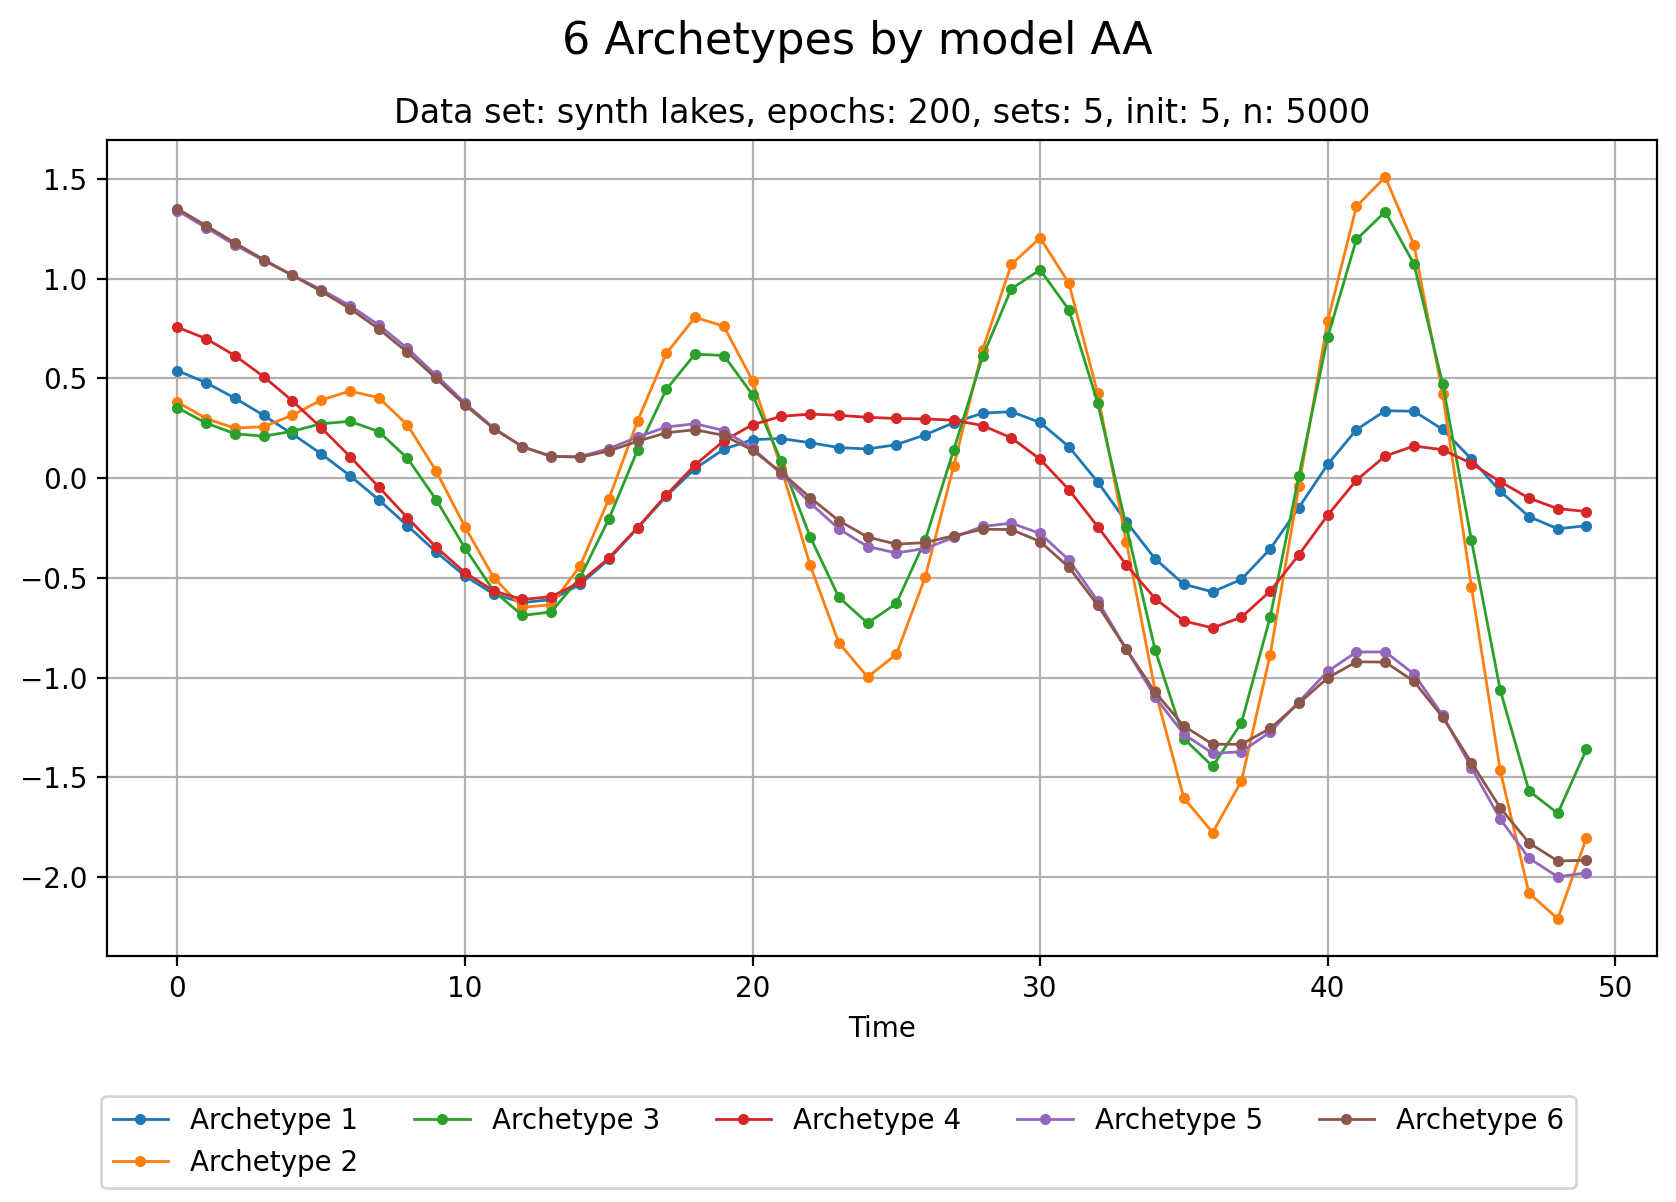 6 Archetypes by model AA
Data set: synth lakes, epochs: 200, sets: 5, init: 5, n: 5000
1.5
1.0
0.5
0.0
−0.5
−1.0
−1.5
−2.0
0 10 20 30 40 50
Time
Archetype 1 Archetype 3 Archetype 4 Archetype 5 Archetype 6
Archetype 2